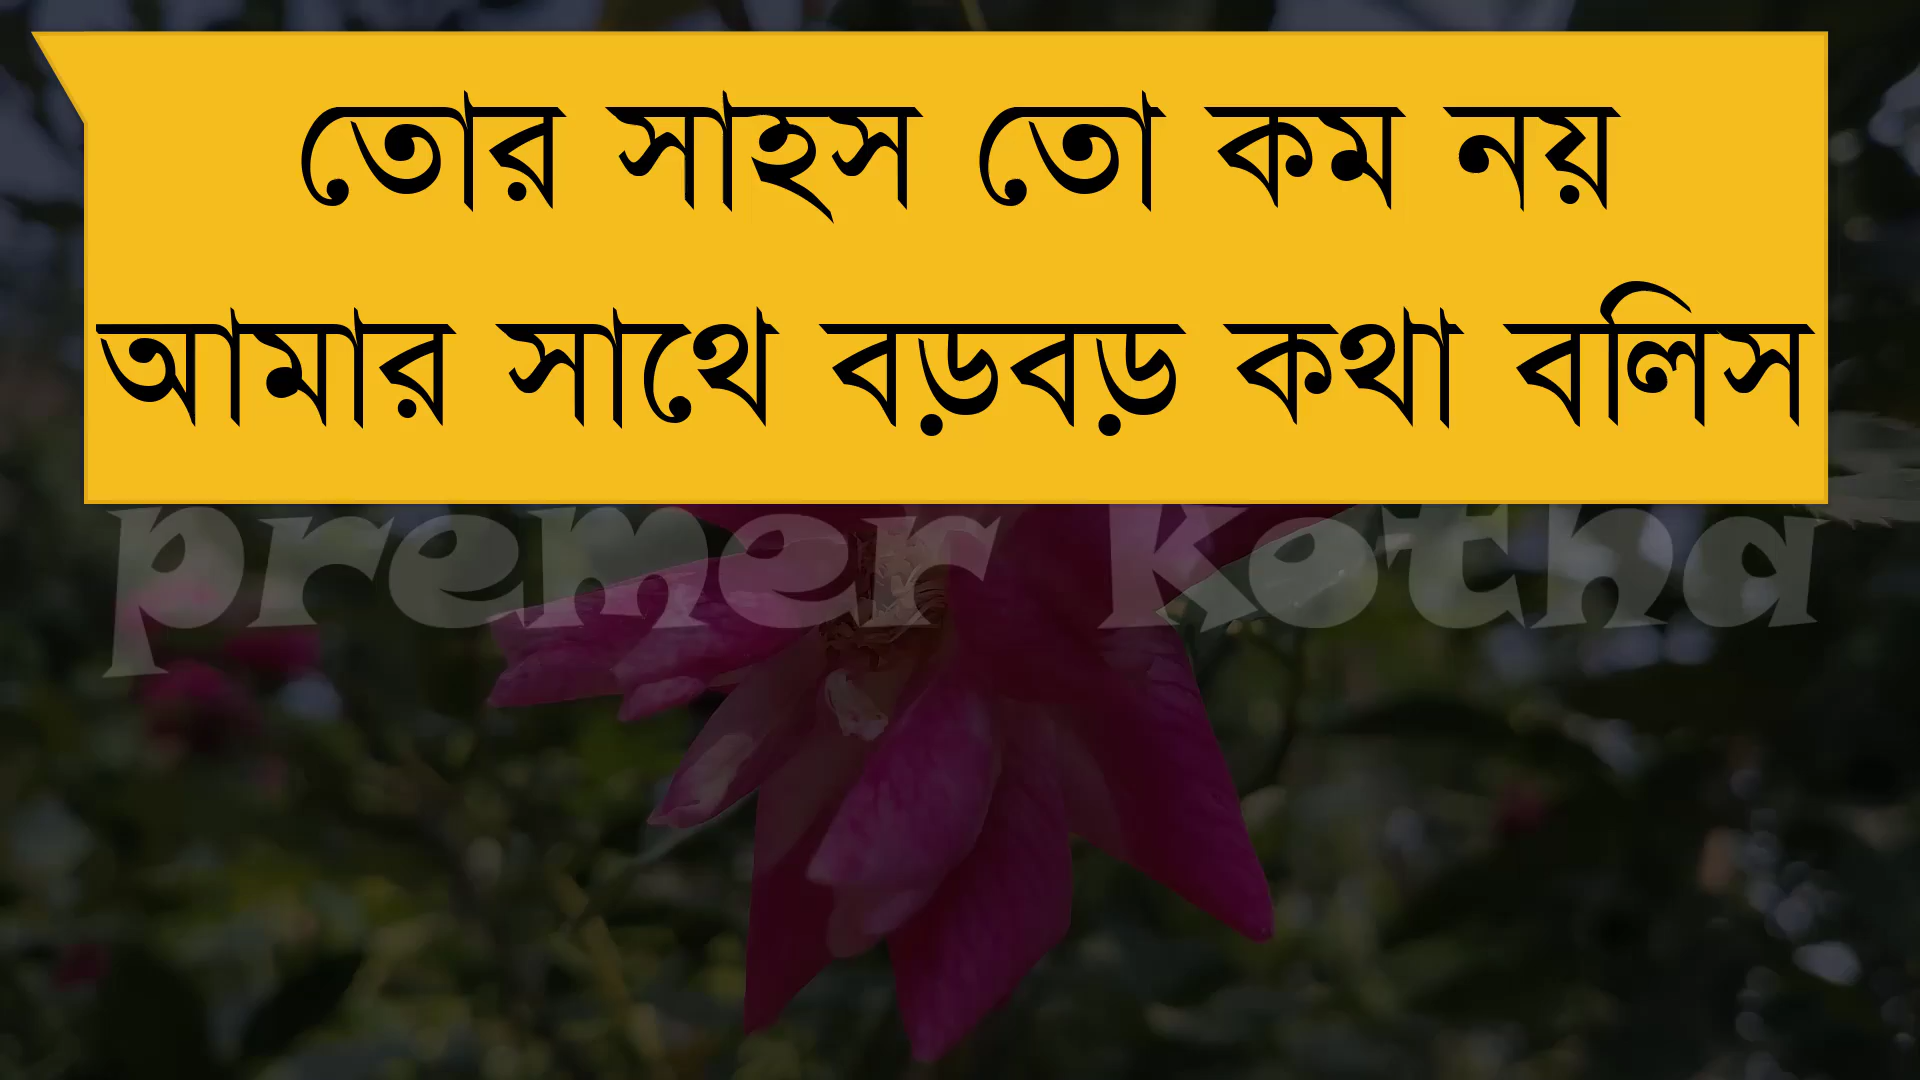 তোর সাহস তো কম নয়
আমার সাথে বড়বড় কথা বলিস
premer kotha